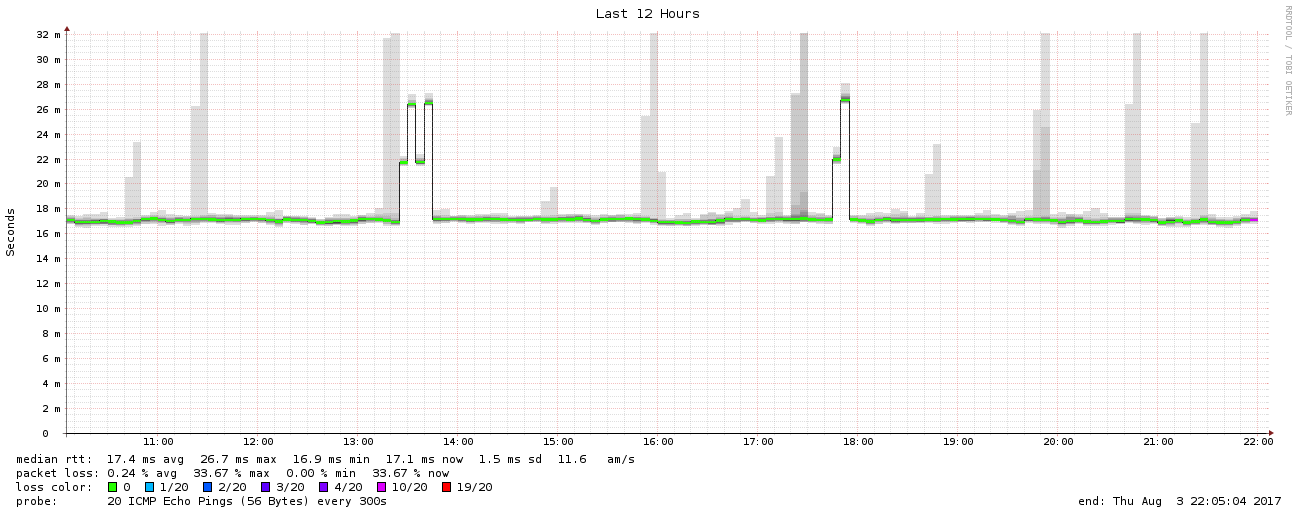 Last 12 Hours
RRDTOOL / TOBI OETIKER
Seconds
32 m
30 m
28 m
26 m
24 m
22 m
20 m
18 m
16 m
14 m
12 m
10 m
8 m
6 m
4 m
2 m
0
11:00 12:00 13:00 14:00 15:00 16:00 17:00 18:00 19:00 20:00 21:00 22:00
median rtt: 17.4 ms avg 26.7 ms max 16.9 ms min 17.1 ms now 1.5 ms sd 11.6 am/s
packet loss: 0.24 % avg 33.67 % max 0.00 % min 33.67 % now
loss color: 0 1/20 2/20 3/20 4/20 10/20 19/20
probe: 20 ICMP Echo Pings (56 Bytes) every 300s end: Thu Aug 3 22:05:04 2017